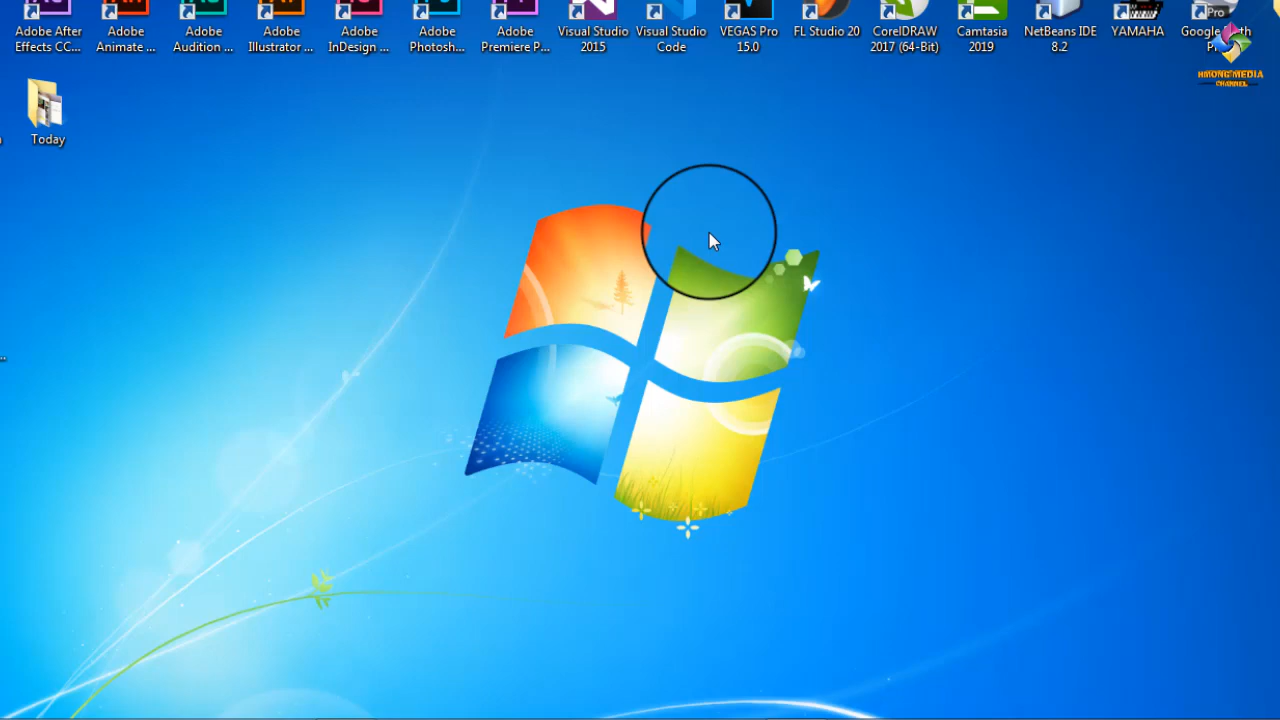 Adobe After Effects CC...
Adobe Animate ...
Adobe Audition ...
Adobe Illustrator ...
Adobe InDesign ...
Adobe Photosh...
Adobe Premiere P...
Visual Studio 2015
Visual Studio Code
VEGAS Pro 15.0
FL Studio 20
CorelDRAW 2017 (64-Bit)
Camtasia 2019
NetBeans IDE 8.2
YAMAHA
Pro
Google
HMONG MEDIA
CHANNEL
Today